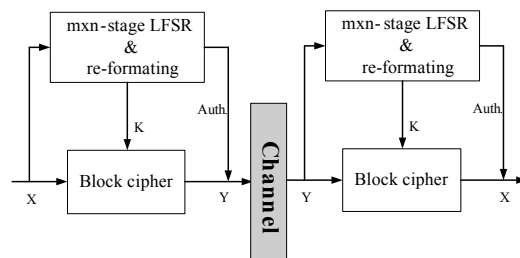 mxn-stage LFSR
&
re-formating
K
Auth.
Block cipher
X
Y
Channel
mxn-stage LFSR
&
re-formating
K
Auth.
Block cipher
Y
X